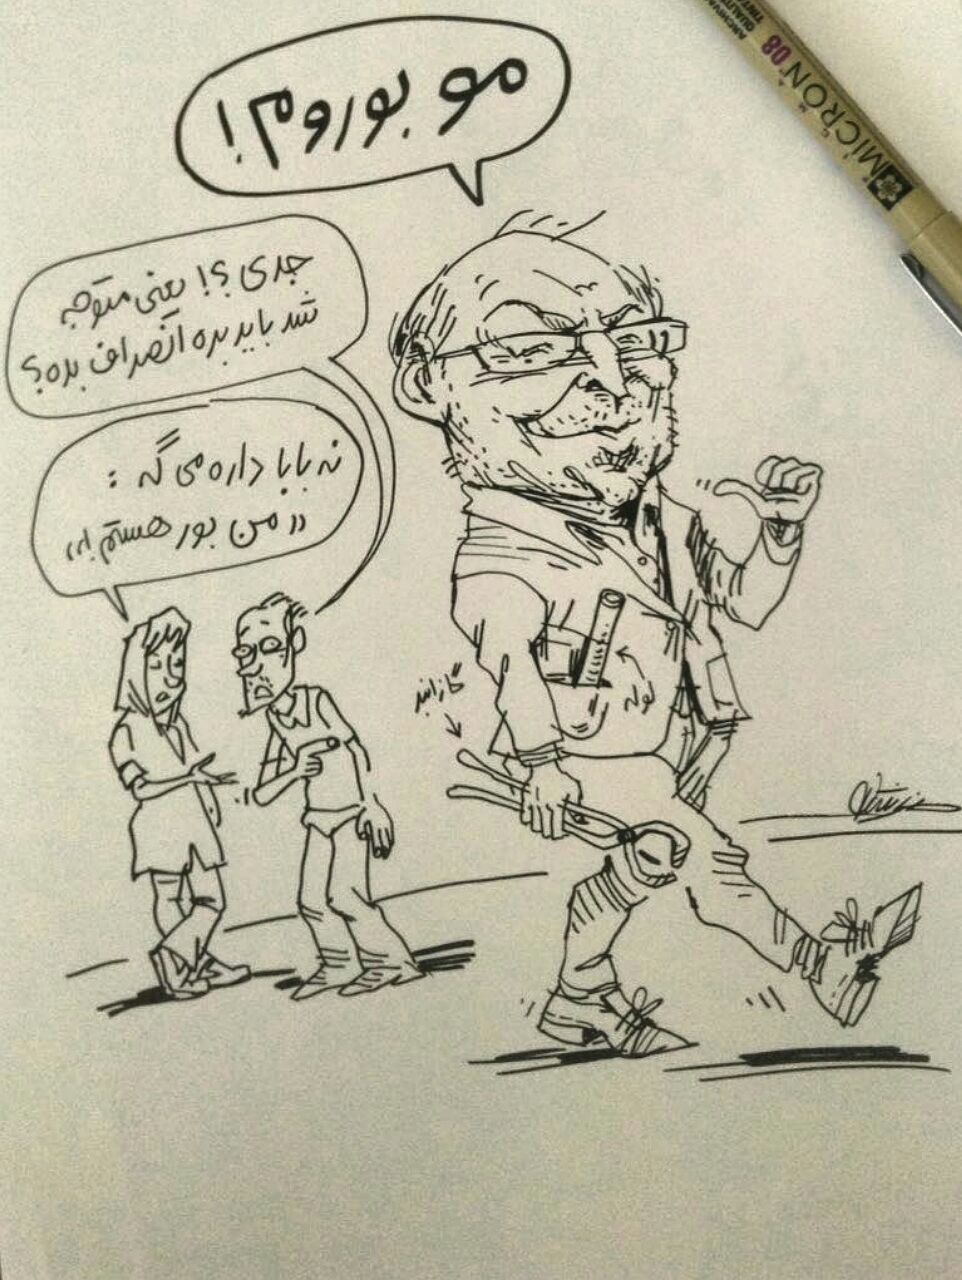 مو بوروم!
جدی؟! یعنی متوجه
شد باید بره انصراف بده؟
نه بابا داره می گه :
"من بور هستم!"
لوله
گازانبر
MICRON 08